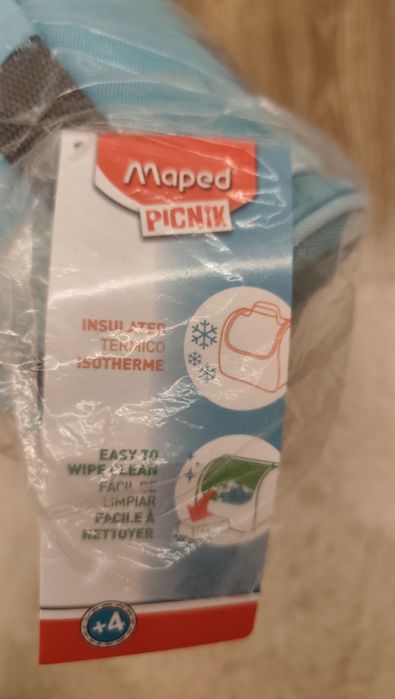 Maped
PICNIK
INSULATED
TÉRMICO
ISOTHERME
EASY TO
WIPE CLEAN
FÁCIL DE
LIMPIAR
FACILE À
NETTOYER
+4